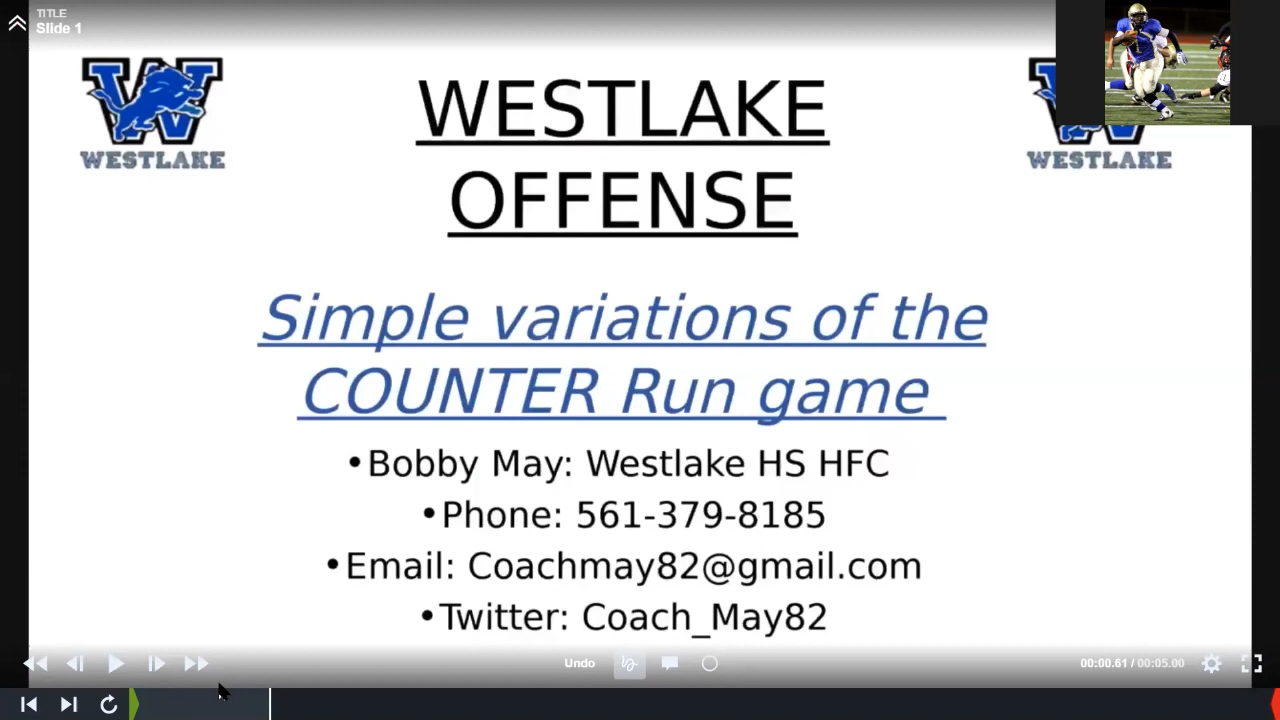 TITLE
Slide 1
W
WESTLAKE
WESTLAKE
OFFENSE
W
WESTLAKE
Simple variations of the
COUNTER Run game
•Bobby May: Westlake HS HFC
•Phone: 561-379-8185
•Email: Coachmay82@gmail.com
•Twitter: Coach_May82
Undo
00:00.61 / 00:05.00